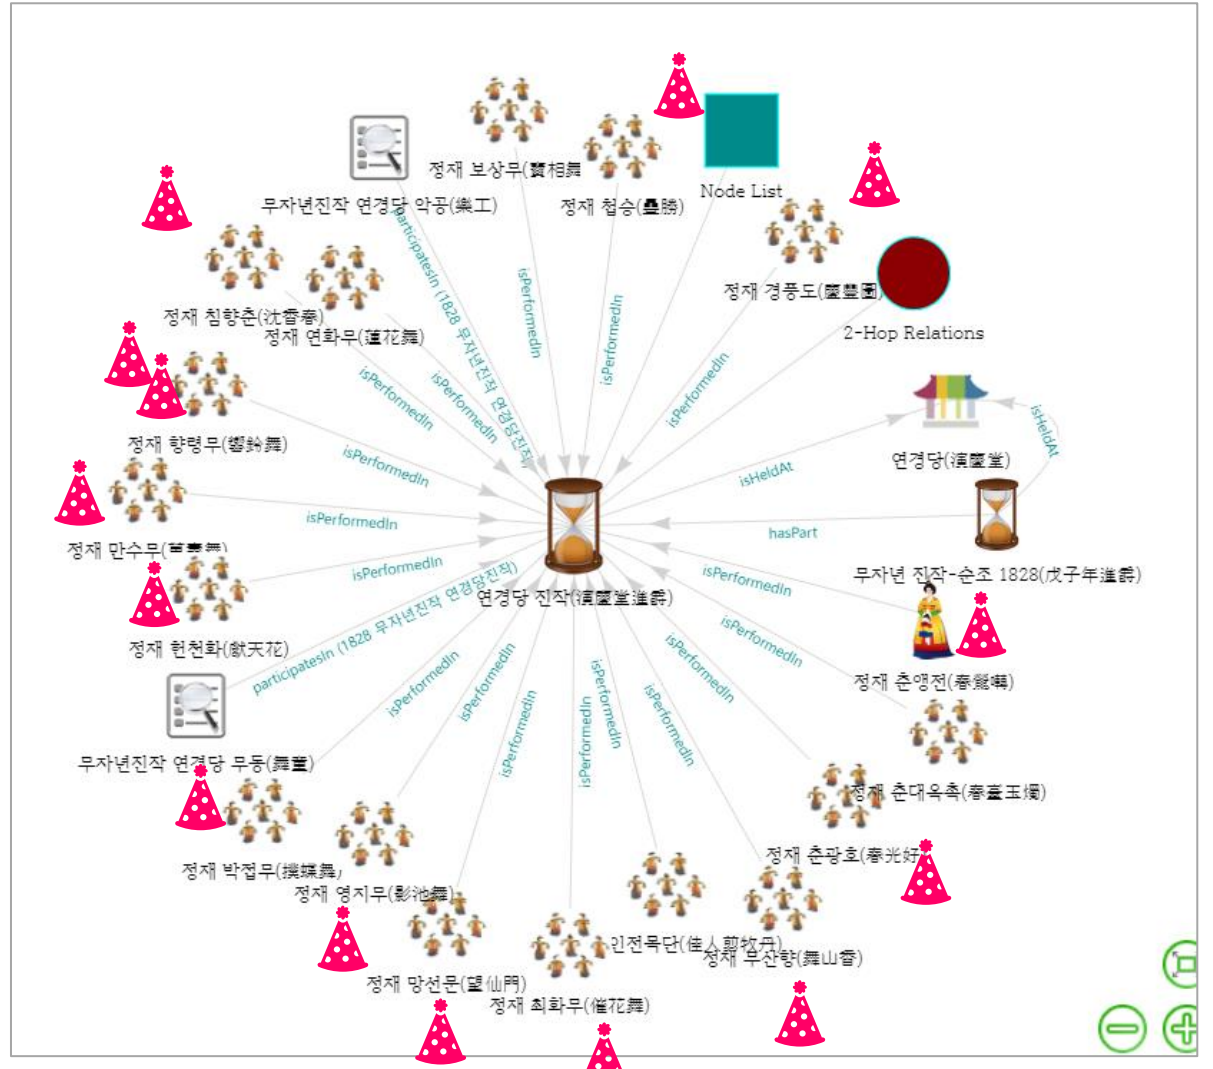 정재 보상무(寶相舞
무자년진작 연경당 악공(樂工)
정재 첩승(疊勝)
Node List
정재 경풍도(慶豊圖)
2-Hop Relations
정재 침향춘(沈香春)
정재 연화무(蓮花舞)
participatesIn (1828 무자년진작 연경당진작)
isPerformedIn
isPerformedIn
isPerformedIn
isPerformedIn
isPerformedIn
정재 향령무(響鈴舞)
isPerformedIn
isHeldAt
연경당(演慶堂)
isHeldAt
정재 만수무(萬壽舞)
isPerformedIn
hasPart
무자년 진작-순조 1828(戊子年進爵)
isPerformedIn
연경당 진작(演慶堂進爵)
isPerformedIn
정재 헌천화(獻天花)
participatesIn (1828 무자년진작 연경당진작)
정재 춘앵전(春鶯囀)
isPerformedIn
isPerformedIn
isPerformedIn
isPerformedIn
isPerformedIn
isPerformedIn
isPerformedIn
isPerformedIn
무자년진작 연경당 무동(舞童)
정재 춘대옥촉(春臺玉燭)
정재 춘광호(春光好)
정재 박접무(撲蝶舞)
정재 영지무(影池舞)
인전목단(佳人剪牧丹)
정재 무산향(舞山香)
정재 망선문(望仙門)
정재 최화무(催花舞)
isPerformedIn